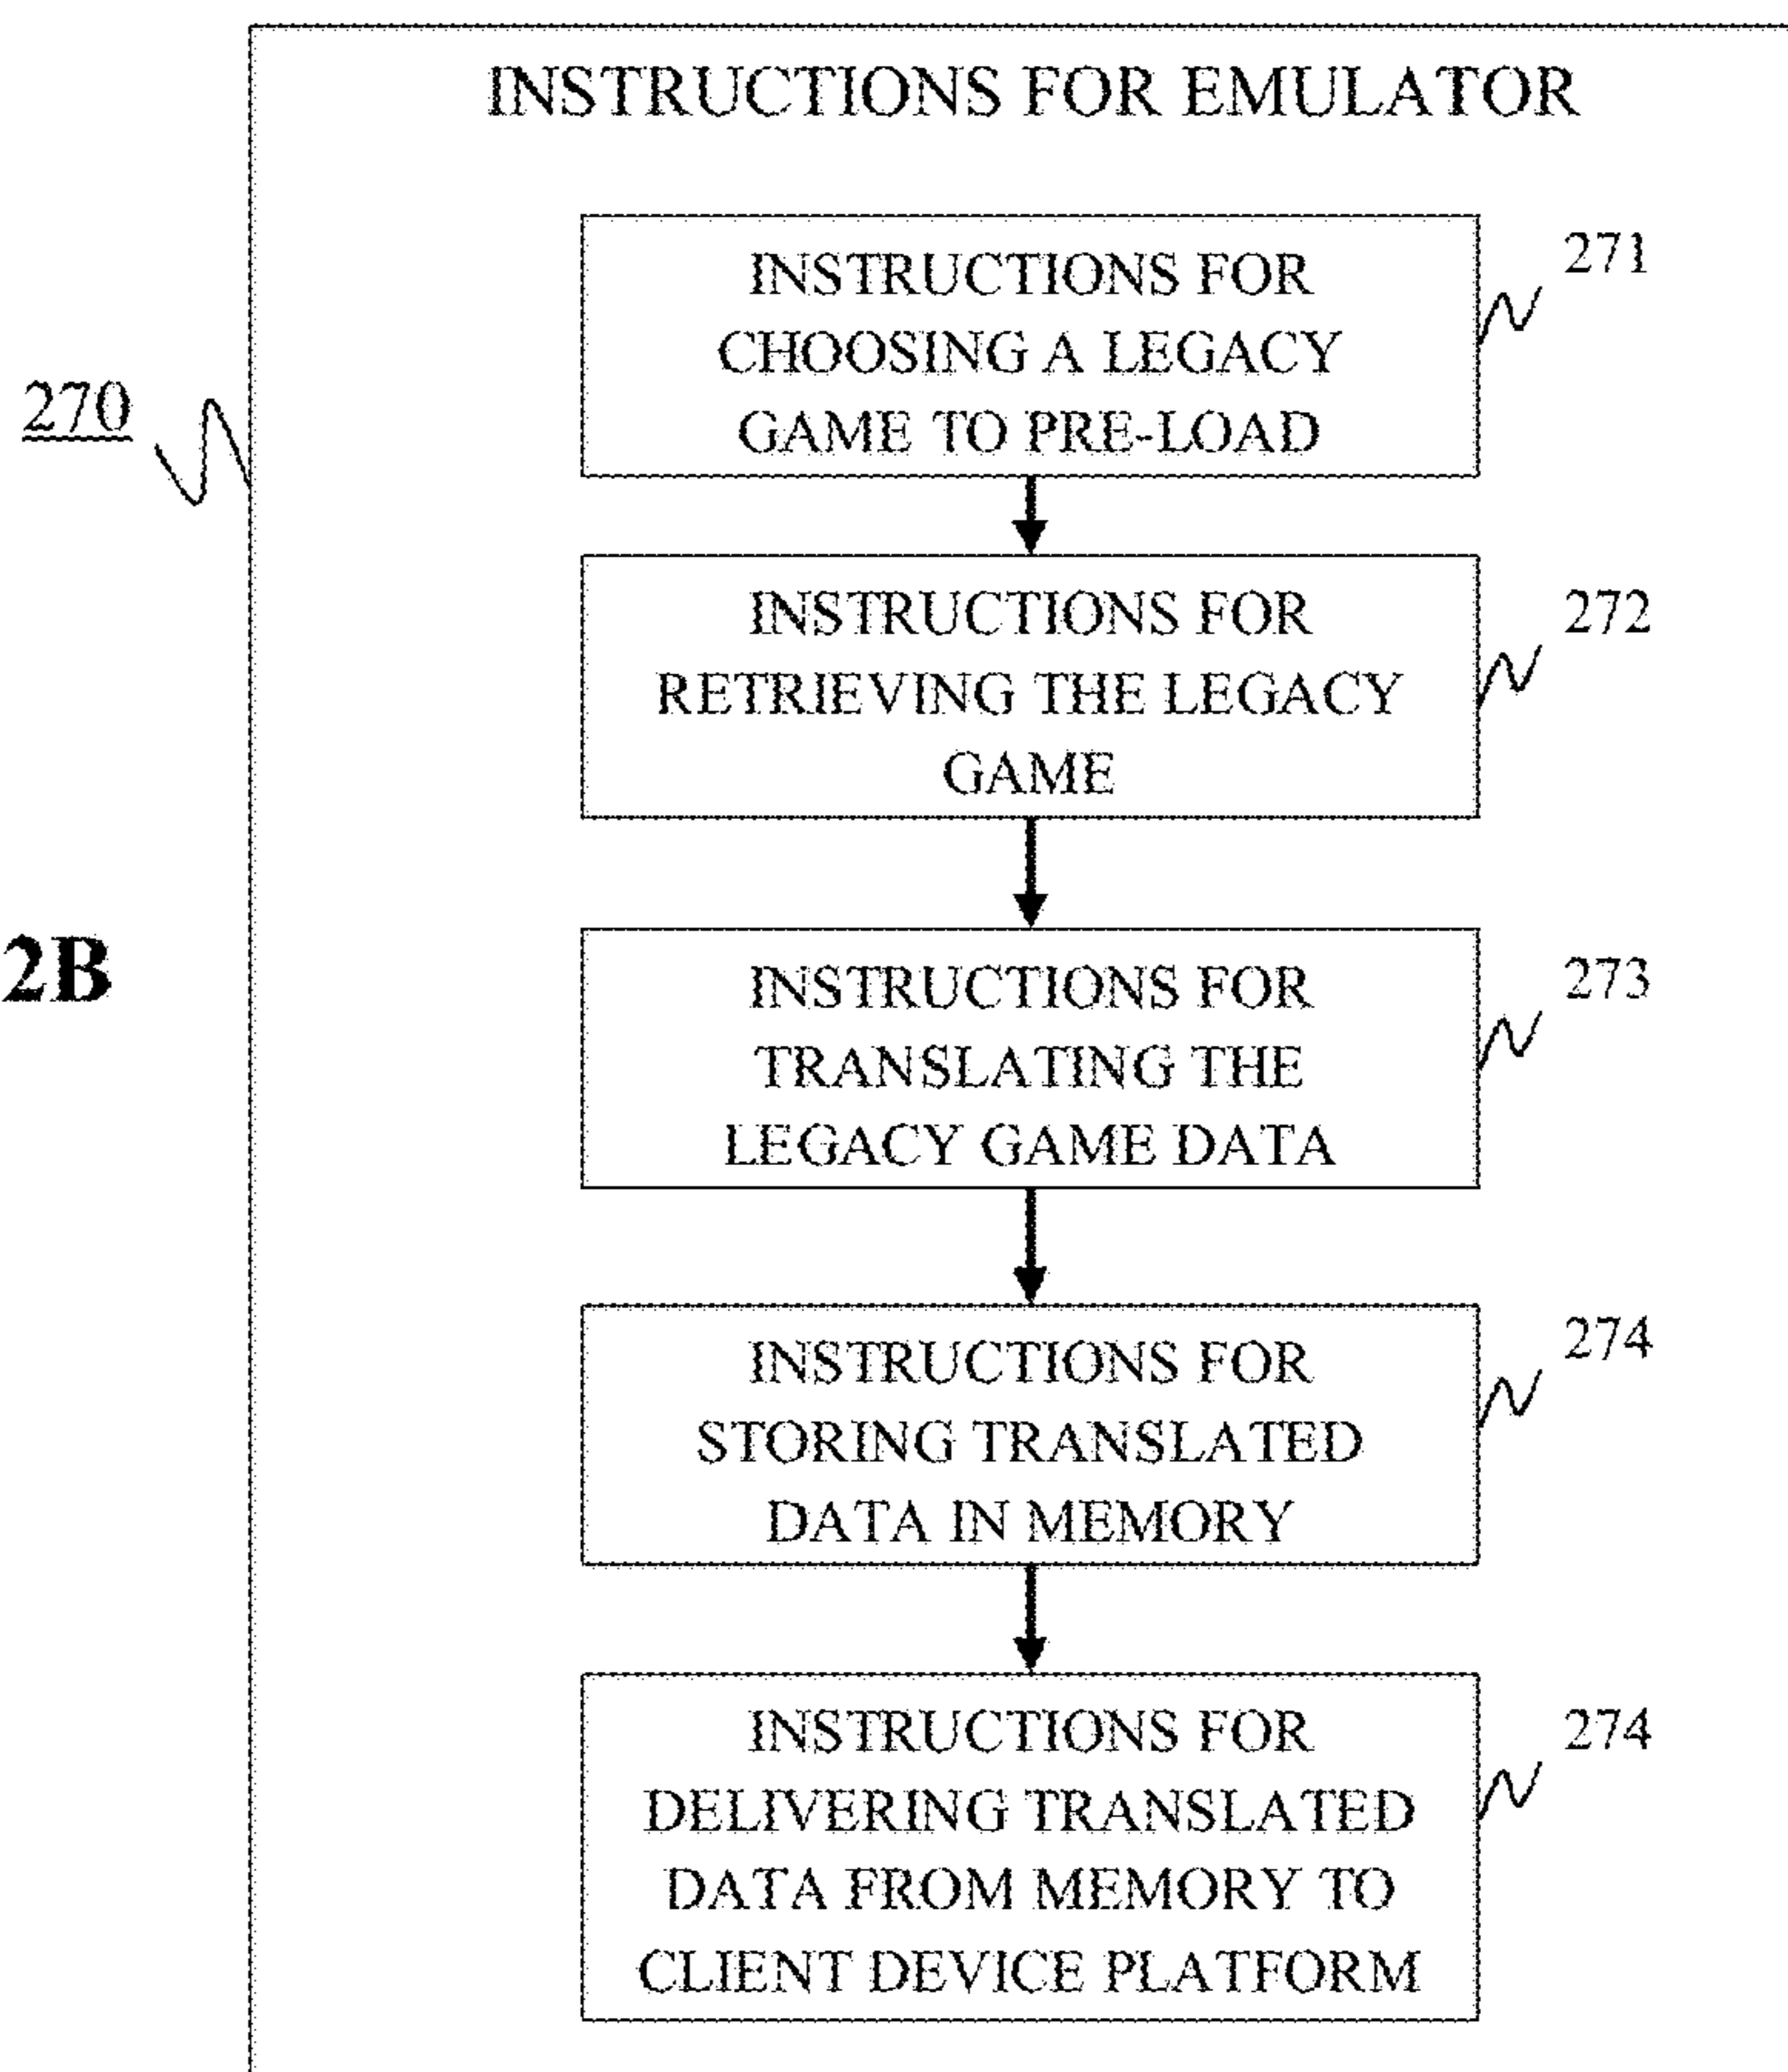 INSTRUCTIONS FOR EMULATOR
270
2B
INSTRUCTIONS FOR
CHOOSING A LEGACY
GAME TO PRE-LOAD
271
INSTRUCTIONS FOR
RETRIEVING THE LEGACY
GAME
272
INSTRUCTIONS FOR
TRANSLATING THE
LEGACY GAME DATA
273
INSTRUCTIONS FOR
STORING TRANSLATED
DATA IN MEMORY
274
INSTRUCTIONS FOR
DELIVERING TRANSLATED
DATA FROM MEMORY TO
CLIENT DEVICE PLATFORM
274